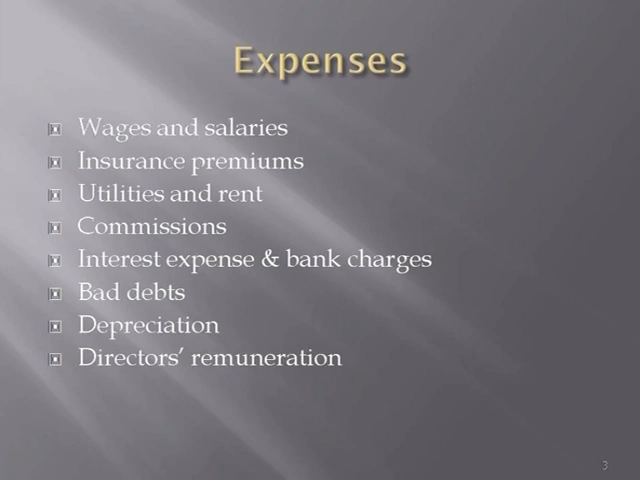 Expenses
Wages and salaries
Insurance premiums
Utilities and rent
Commissions
Interest expense & bank charges
Bad debts
Depreciation
Directors’ remuneration
3